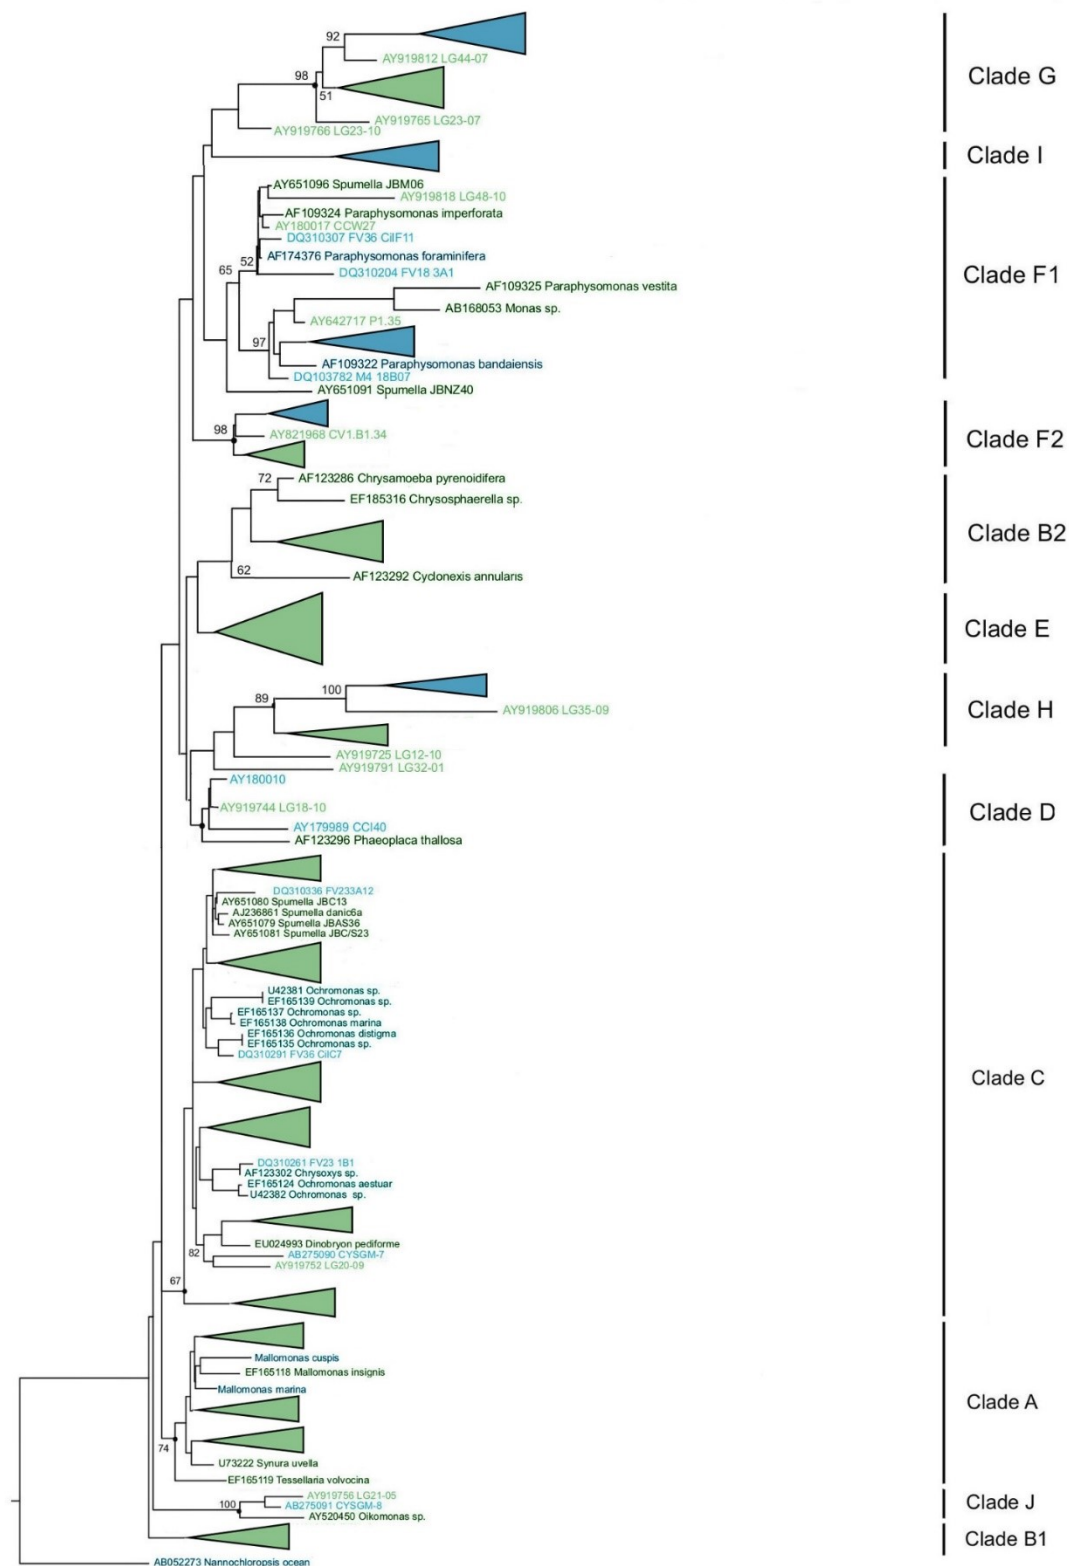 92
AY919812 LG44-07
98
51
AY919765 LG23-07
AY919766 LG23-10
Clade G
Clade I
AY651096 Spumella JBM06
AY919818 LG48-10
AF109324 Paraphysomonas imperforata
AY180017 CCW27
DQ310307 FV36 CilF11
AF174376 Paraphysomonas foraminifera
52
DQ310204 FV18 3A1
65
AF109325 Paraphysomonas vestita
AB168053 Monas sp.
AY642717 P1.35
97
AF109322 Paraphysomonas bandaiensis
DQ103782 M4 18B07
AY651091 Spumella JBNZ40
Clade F1
98
AY821968 CV1.B1.34
Clade F2
72
AF123286 Chrysamoeba pyrenoidifera
EF185316 Chrysosphaerella sp.
62
AF123292 Cyclonexis annularis
Clade B2
Clade E
100
89
AY919806 LG35-09
AY919725 LG12-10
AY919791 LG32-01
Clade H
AY180010
AY919744 LG18-10
AY179989 CCI40
AF123296 Phaeoplaca thallosa
Clade D
DQ310336 FV233A12
AY651080 Spumella JBC13
AJ236861 Spumella danic6a
AY651079 Spumella JBAS36
AY651081 Spumella JBC/S23
U42381 Ochromonas sp.
EF165139 Ochromonas sp.
EF165137 Ochromonas sp.
EF165138 Ochromonas marina
EF165136 Ochromonas distigma
EF165135 Ochromonas sp.
DQ310291 FV36 CilC7
Clade C
DQ310261 FV23 1B1
AF123302 Chrysoxys sp.
EF165124 Ochromonas aestuar
U42382 Ochromonas sp.
EU024993 Dinobryon pediforme
82
AB275090 CYSGM-7
AY919752 LG20-09
67
Mallomonas cuspis
EF165118 Mallomonas insignis
Mallomonas marina
Clade A
74
U73222 Synura uvella
EF165119 Tessellaria volvocina
AY919756 LG21-05
100
AB275091 CYSGM-8
AY520450 Oikomonas sp.
Clade J
Clade B1
AB052273 Nannochloropsis ocean